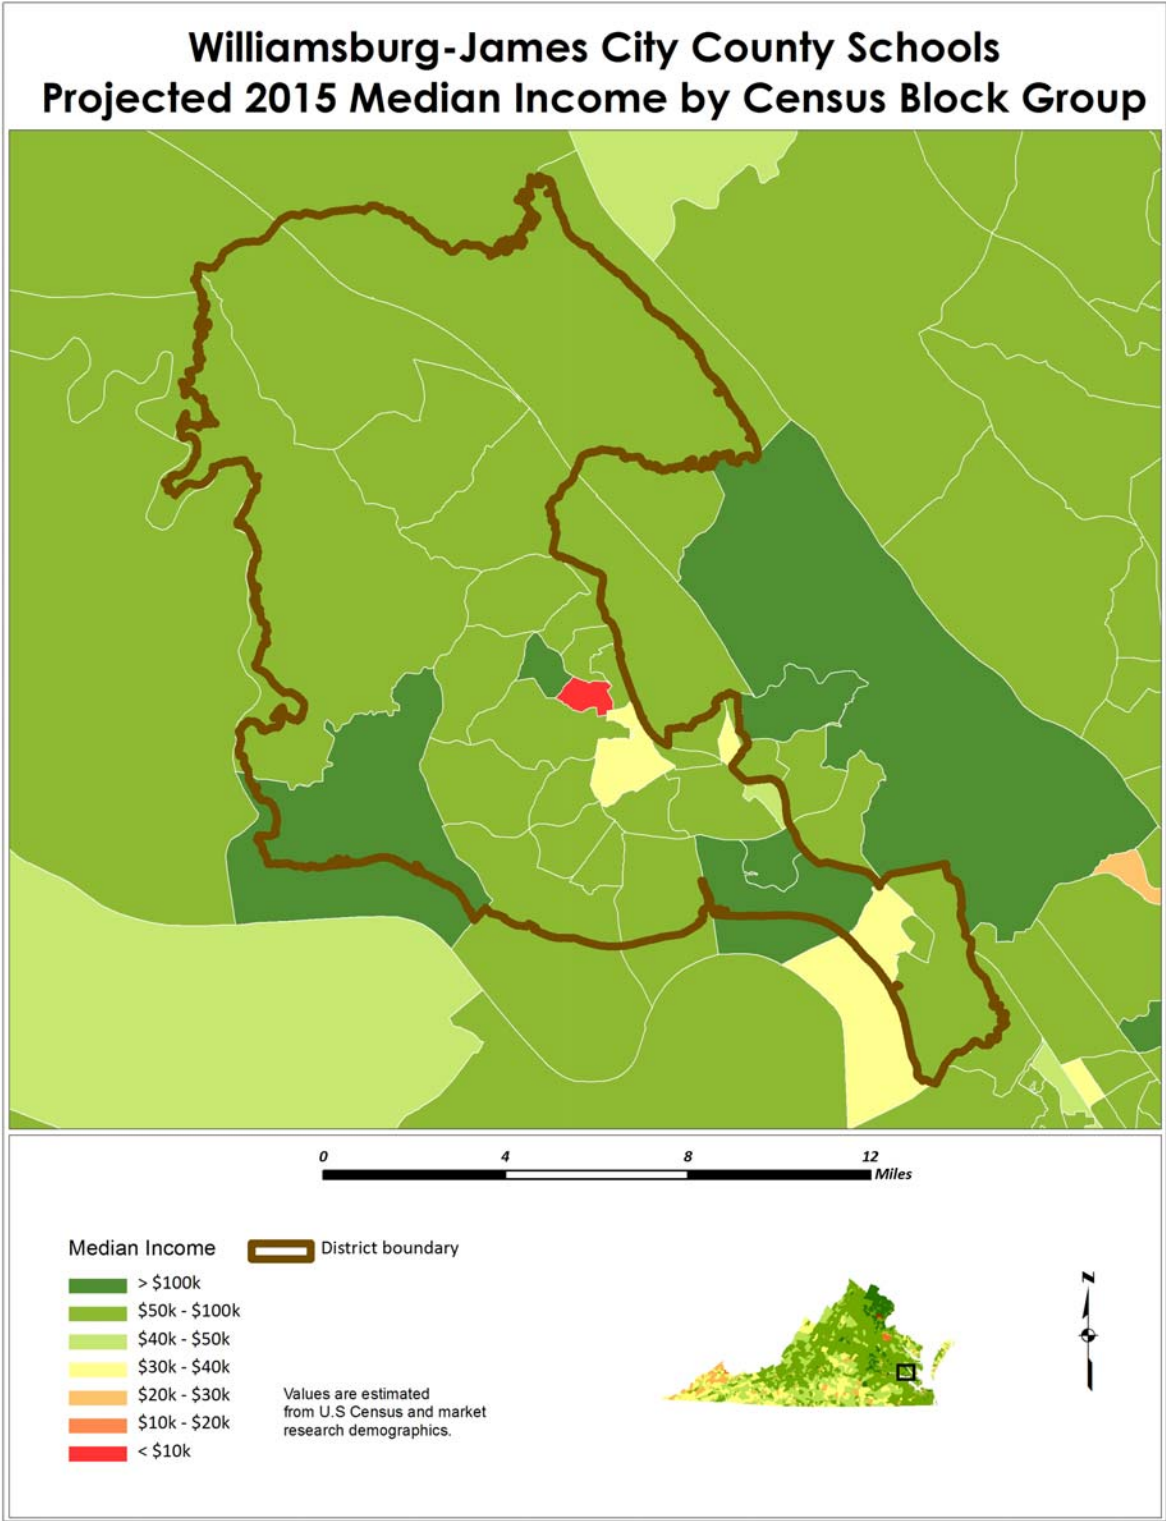 Williamsburg-James City County Schools
Projected 2015 Median Income by Census Block Group
0 4 8 12
Miles
Median Income
District boundary
> $100k
$50k - $100k
$40k - $50k
$30k - $40k
$20k - $30k
$10k - $20k
< $10k
Values are estimated
from U.S Census and market
research demographics.
N